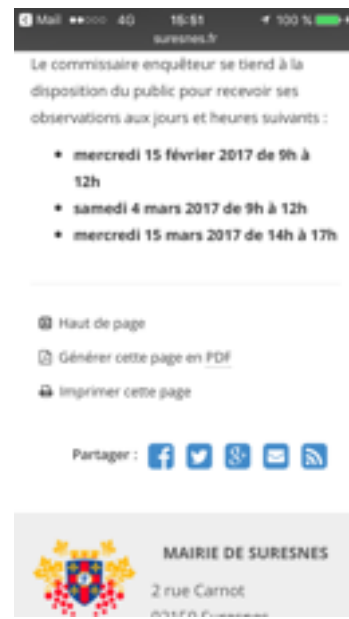 Mail 4G 15:51 100 %
suresnes.fr
Le commissaire enquêteur se tient à la
disposition du public pour recevoir ses
observations aux jours et heures suivants :
• mercredi 15 février 2017 de 9h à
12h
• samedi 4 mars 2017 de 9h à 12h
• mercredi 15 mars 2017 de 14h à 17h
Haut de page
Générer cette page en PDF
Imprimer cette page
Partager :
MAIRIE DE SURESNES
2 rue Carnot
92150 Suresnes